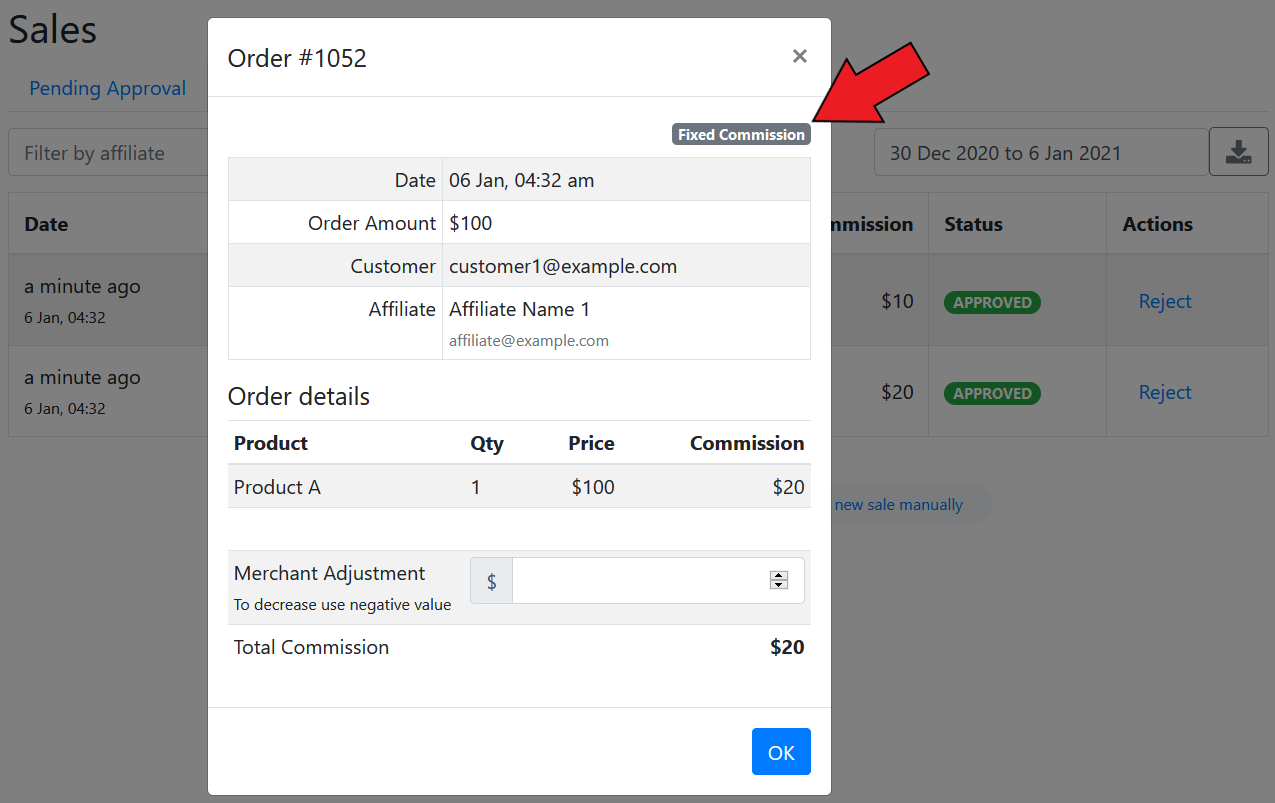 Sales
Pending Approval
Filter by affiliate
30 Dec 2020 to 6 Jan 2021
Date
mmission Status Actions
a minute ago
6 Jan, 04:32
$10 APPROVED Reject
a minute ago
6 Jan, 04:32
$20 APPROVED Reject
new sale manually
Order #1052 ×
Fixed Commission
Date 06 Jan, 04:32 am
Order Amount $100
Customer customer1@example.com
Affiliate Affiliate Name 1
affiliate@example.com
Order details
Product Qty Price Commission
Product A 1 $100 $20
Merchant Adjustment $
To decrease use negative value
Total Commission $20
OK